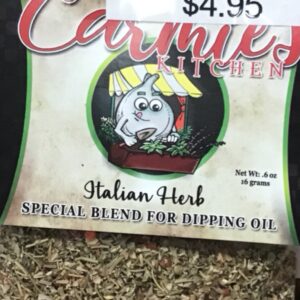 $4.95
Carmie's
KITCHEN
Net Wt: .6 oz
16 grams
Italian Herb
SPECIAL BLEND FOR DIPPING OIL